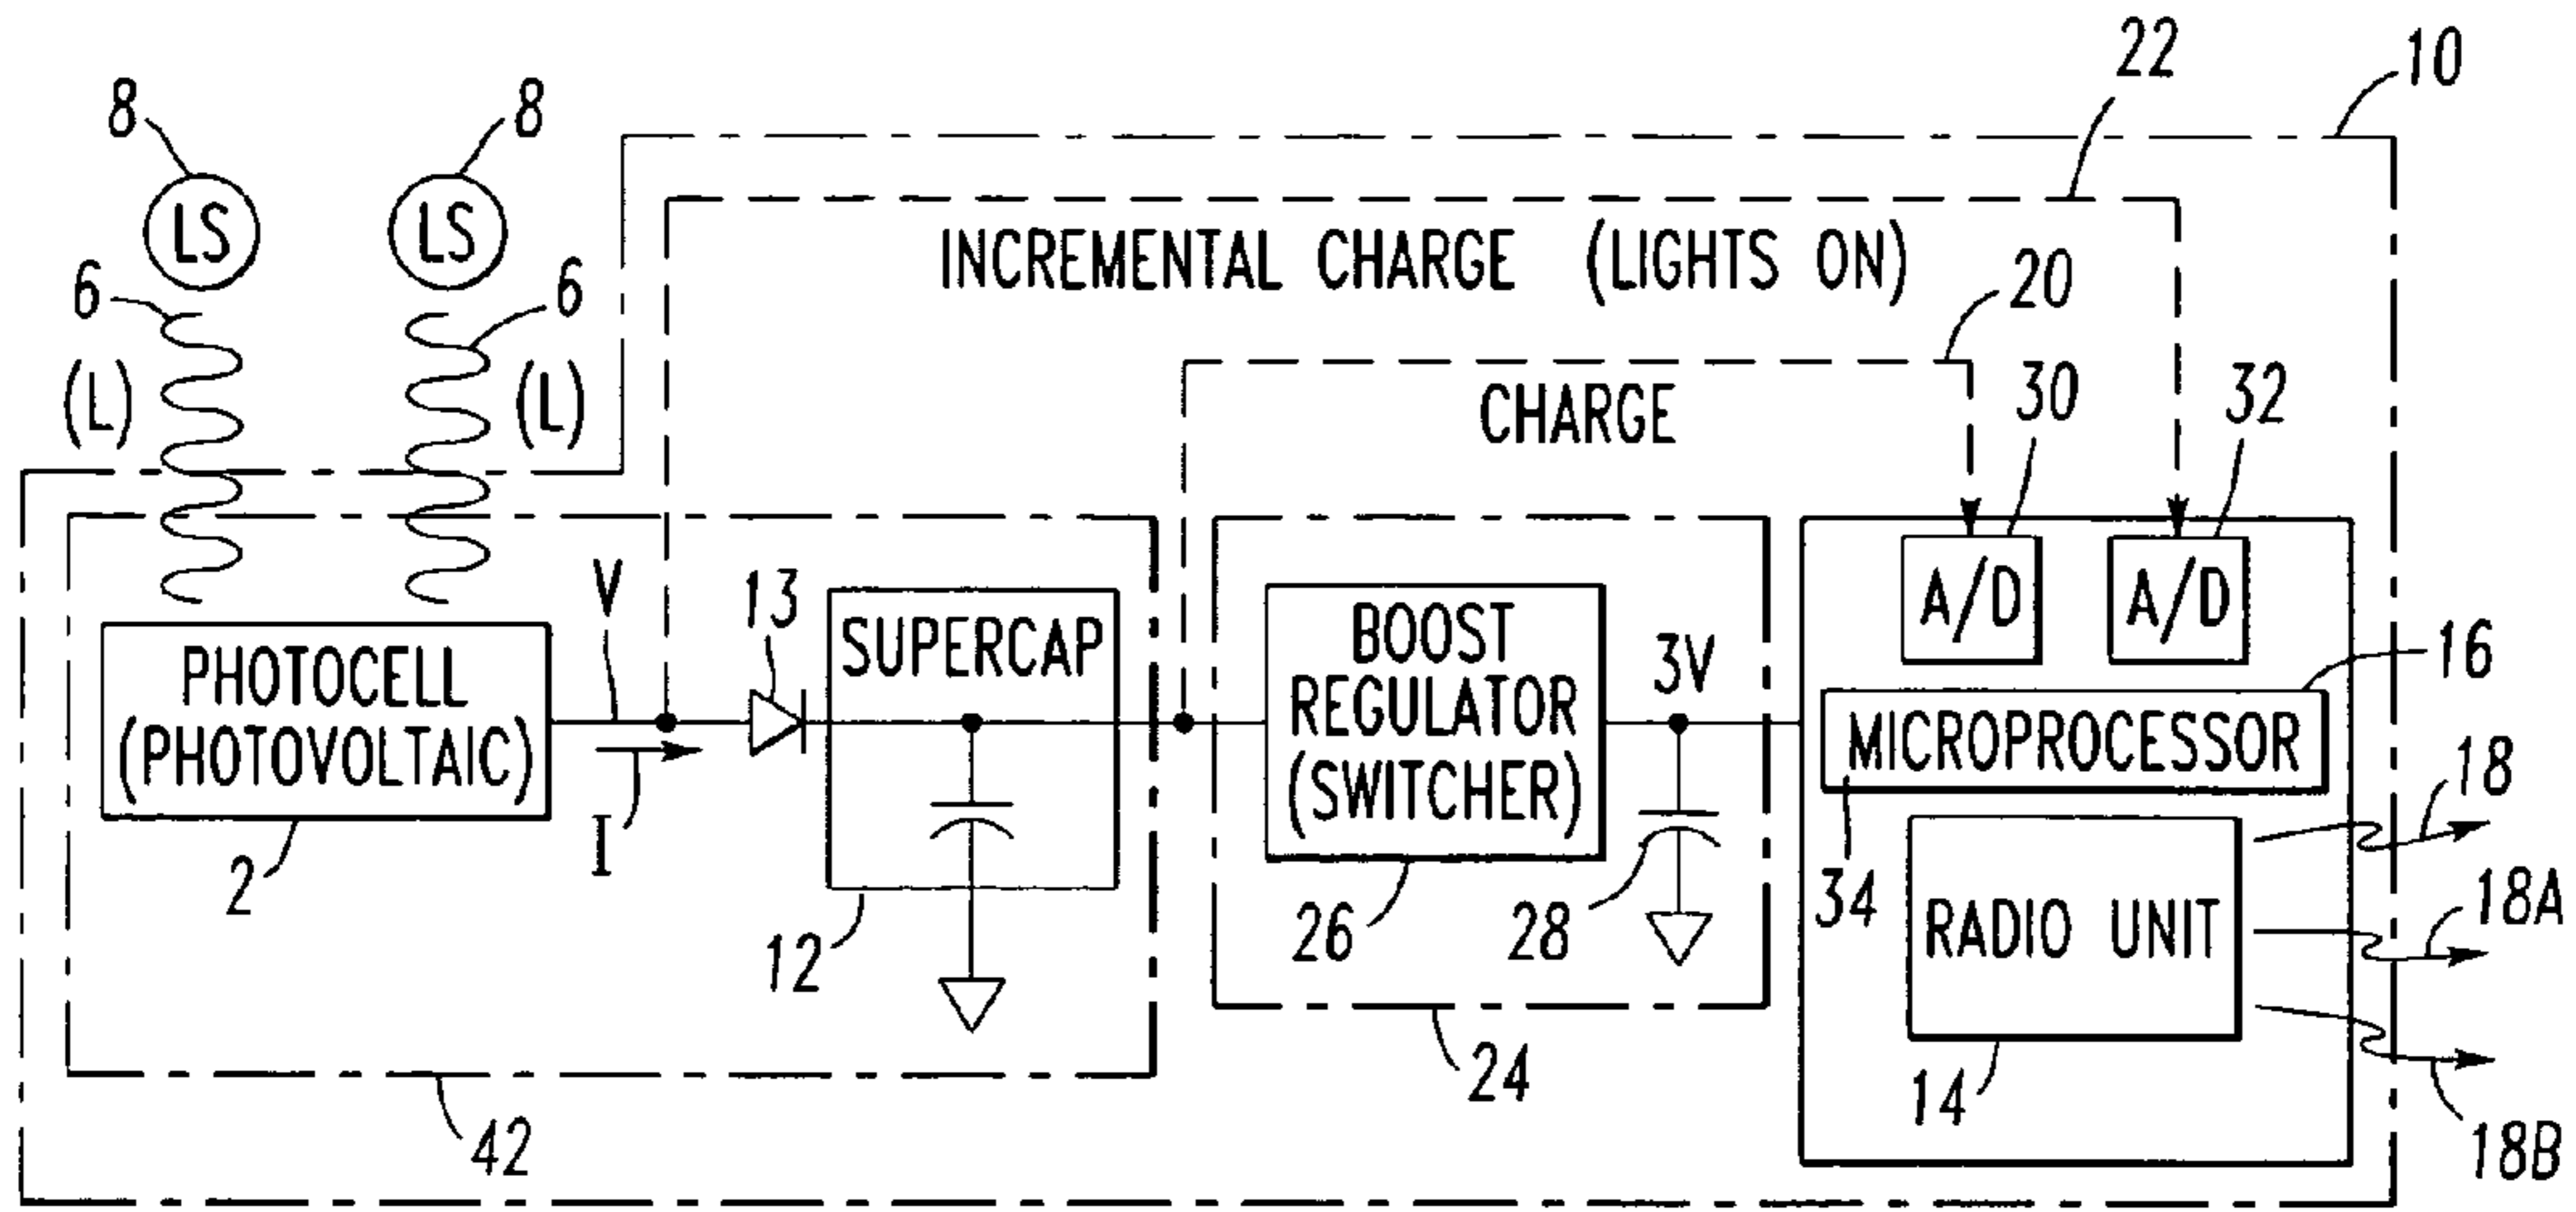 22
10
8
8
LS
LS
INCREMENTAL CHARGE (LIGHTS ON)
6
6
20
(L)
(L)
CHARGE
30
32
V
13
SUPERCAP
PHOTOCELL
(PHOTOVOLTAIC)
BOOST
REGULATOR
(SWITCHER)
3V
A/D
A/D
16
MICROPROCESSOR
18
I
2
12
26
28
34
RADIO UNIT
18A
14
24
42
18B